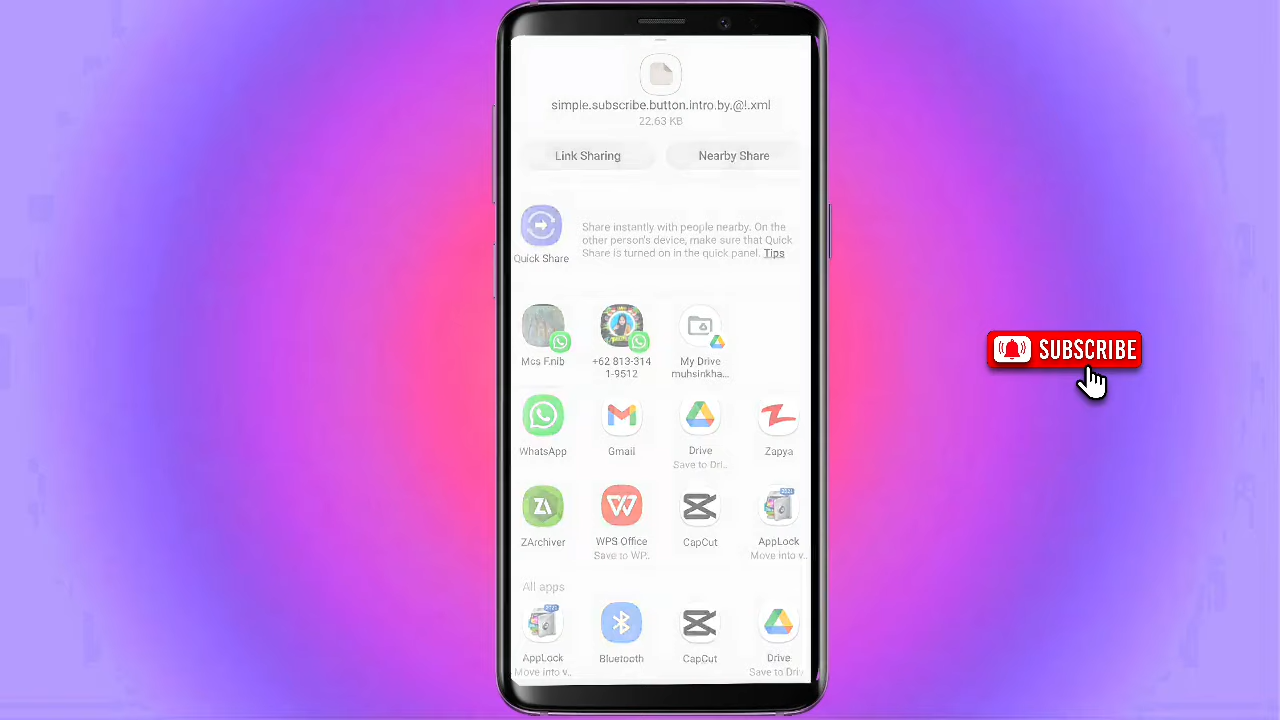 simple.subscribe.button.intro.by.@!.xml
22.63 KB
Link Sharing
Nearby Share
Share instantly with people nearby. On the
other person's device, make sure that Quick
Share is turned on in the quick panel. Tips
Quick Share
Mcs F.nib
+62 813-314
1-9512
My Drive
muhsinkha...
SUBSCRIBE
WhatsApp
Gmail
Drive
Save to Dri..
Zapya
ZArchiver
WPS Office
Save to WP..
CapCut
AppLock
Move into v..
All apps
AppLock
Move into v..
Bluetooth
CapCut
Drive
Save to Driv